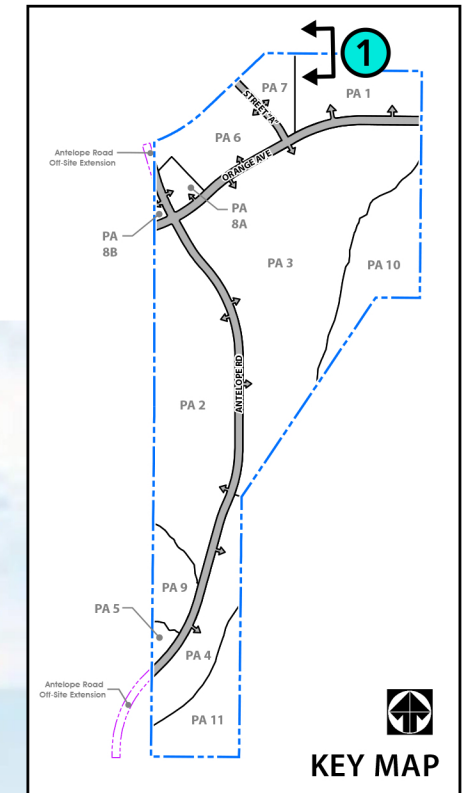 1
PA 7
PA 1
STREET "A"
PA 6
Antelope Road
Off-Site Extension
ORANGE AVE
PA
8A
PA
8B
PA 3
PA 10
ANTELOPE RD
PA 2
PA 9
PA 5
PA 4
Antelope Road
Off-Site Extension
PA 11
KEY MAP